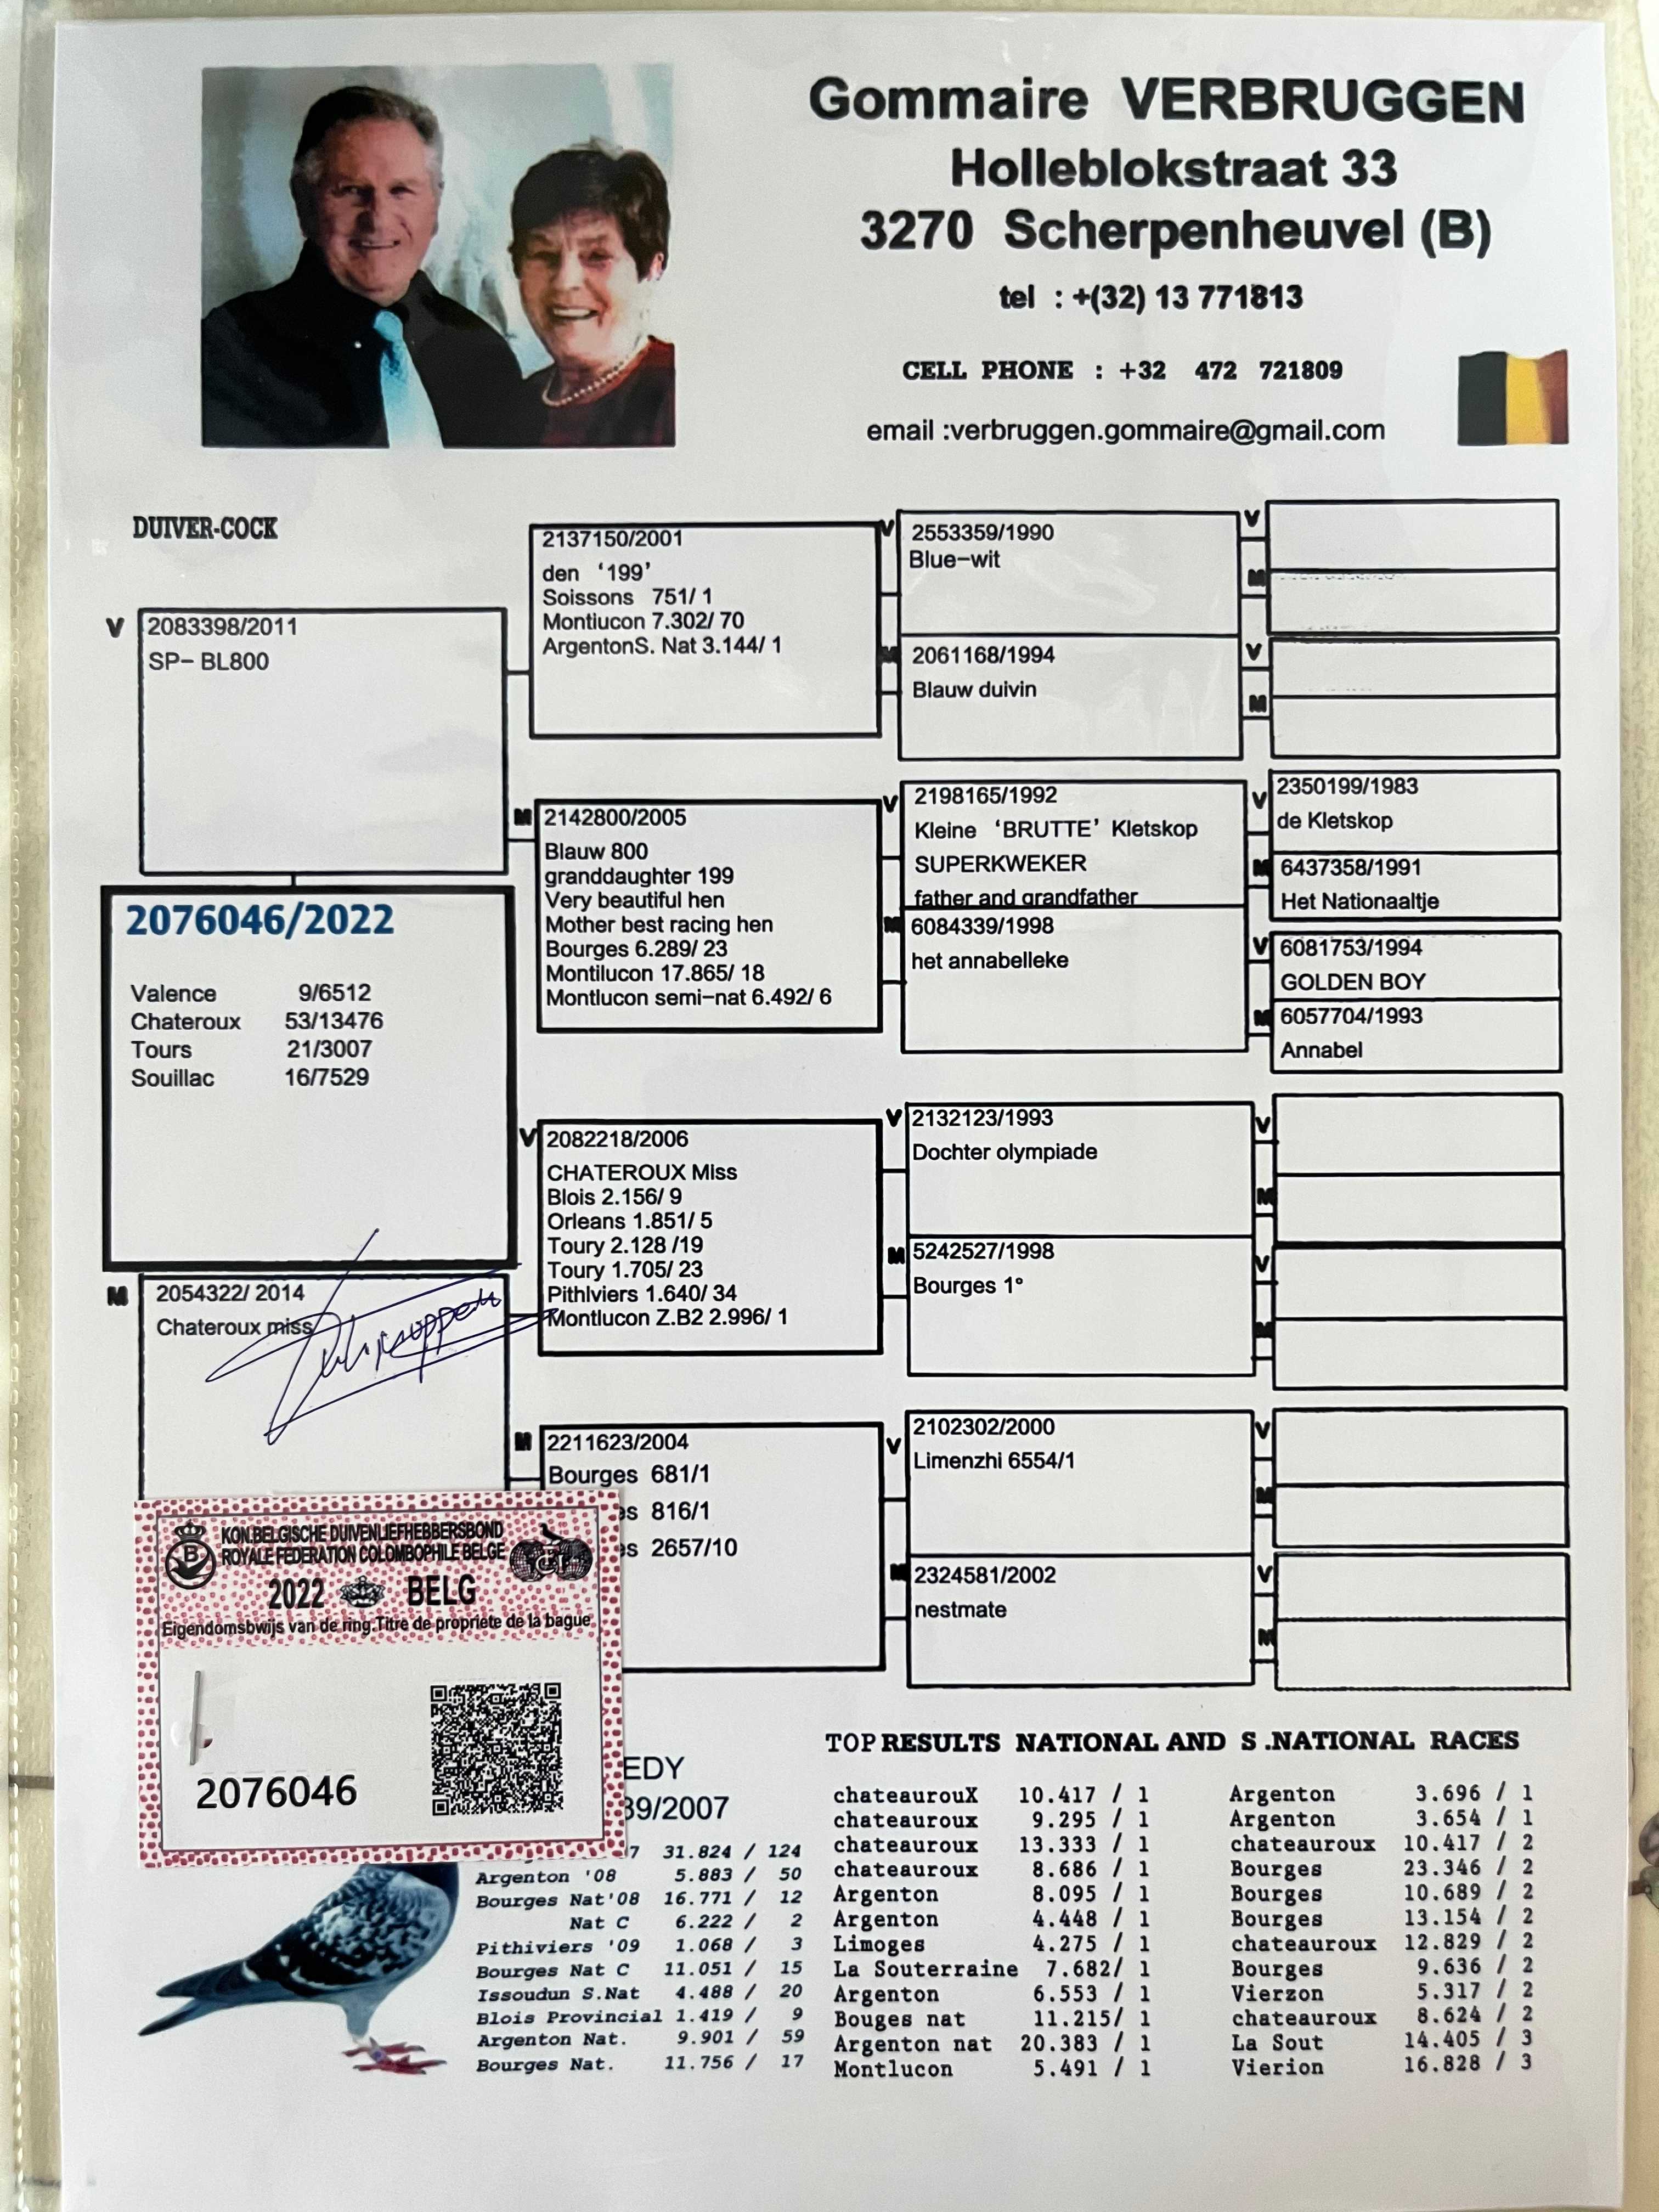 Gommaire VERBRUGGEN
Holleblokstraat 33
3270 Scherpenheuvel (B)
tel : +(32) 13 771813
CELL PHONE : +32 472 721809
email :verbruggen.gommaire@gmail.com
DUIVER-COCK
V
2083398/2011
SP- BL800
2076046/2022
Valence 9/6512
Chateroux 53/13476
Tours 21/3007
Souillac 16/7529
M
2054322/ 2014
Chateroux miss
2137150/2001
den ‘199’
Soissons 751/ 1
Montiucon 7.302/ 70
ArgentonS. Nat 3.144/ 1
M
2142800/2005
Blauw 800
granddaughter 199
Very beautiful hen
Mother best racing hen
Bourges 6.289/ 23
Montilucon 17.865/ 18
Montlucon semi-nat 6.492/ 6
V
2082218/2006
CHATEROUX Miss
Blois 2.156/ 9
Orleans 1.851/ 5
Toury 2.128 /19
Toury 1.705/ 23
Pithlviers 1.640/ 34
Montlucon Z.B2 2.996/ 1
M
2211623/2004
Bourges 681/1
es 816/1
es 2657/10
V
2553359/1990
Blue-wit
M
2061168/1994
Blauw duivin
V
2198165/1992
Kleine ‘BRUTTE’ Kletskop
SUPERKWEKER
father and grandfather
M
6084339/1998
het annabelleke
V
2132123/1993
Dochter olympiade
M
5242527/1998
Bourges 1°
V
2102302/2000
Limenzhi 6554/1
M
2324581/2002
nestmate
V
M
V
M
V
2350199/1983
de Kletskop
M
6437358/1991
Het Nationaaltje
V
6081753/1994
GOLDEN BOY
M
6057704/1993
Annabel
V
M
V
M
V
M
V
M
KON.BELGISCHE DUIVENLIEFHEBBERSBOND
ROYALE FEDERATION COLOMBOPHILE BELGE
2022 BELG
Eigendomsbwijs van de ring.Titre de propriete de la bague
2076046
EDY
39/2007
7 31.824 / 124
Argenton '08 5.883 / 50
Bourges Nat'08 16.771 / 12
Nat C 6.222 / 2
Pithiviers '09 1.068 / 3
Bourges Nat C 11.051 / 15
Issoudun S.Nat 4.488 / 20
Blois Provincial 1.419 / 9
Argenton Nat. 9.901 / 59
Bourges Nat. 11.756 / 17
TOP RESULTS NATIONAL AND S .NATIONAL RACES
chateaurouX 10.417 / 1
chateauroux 9.295 / 1
chateauroux 13.333 / 1
chateauroux 8.686 / 1
Argenton 8.095 / 1
Argenton 4.448 / 1
Limoges 4.275 / 1
La Souterraine 7.682/ 1
Argenton 6.553 / 1
Bouges nat 11.215/ 1
Argenton nat 20.383 / 1
Montlucon 5.491 / 1
Argenton 3.696 / 1
Argenton 3.654 / 1
chateauroux 10.417 / 2
Bourges 23.346 / 2
Bourges 10.689 / 2
Bourges 13.154 / 2
chateauroux 12.829 / 2
Bourges 9.636 / 2
Vierzon 5.317 / 2
chateauroux 8.624 / 2
La Sout 14.405 / 3
Vierion 16.828 / 3